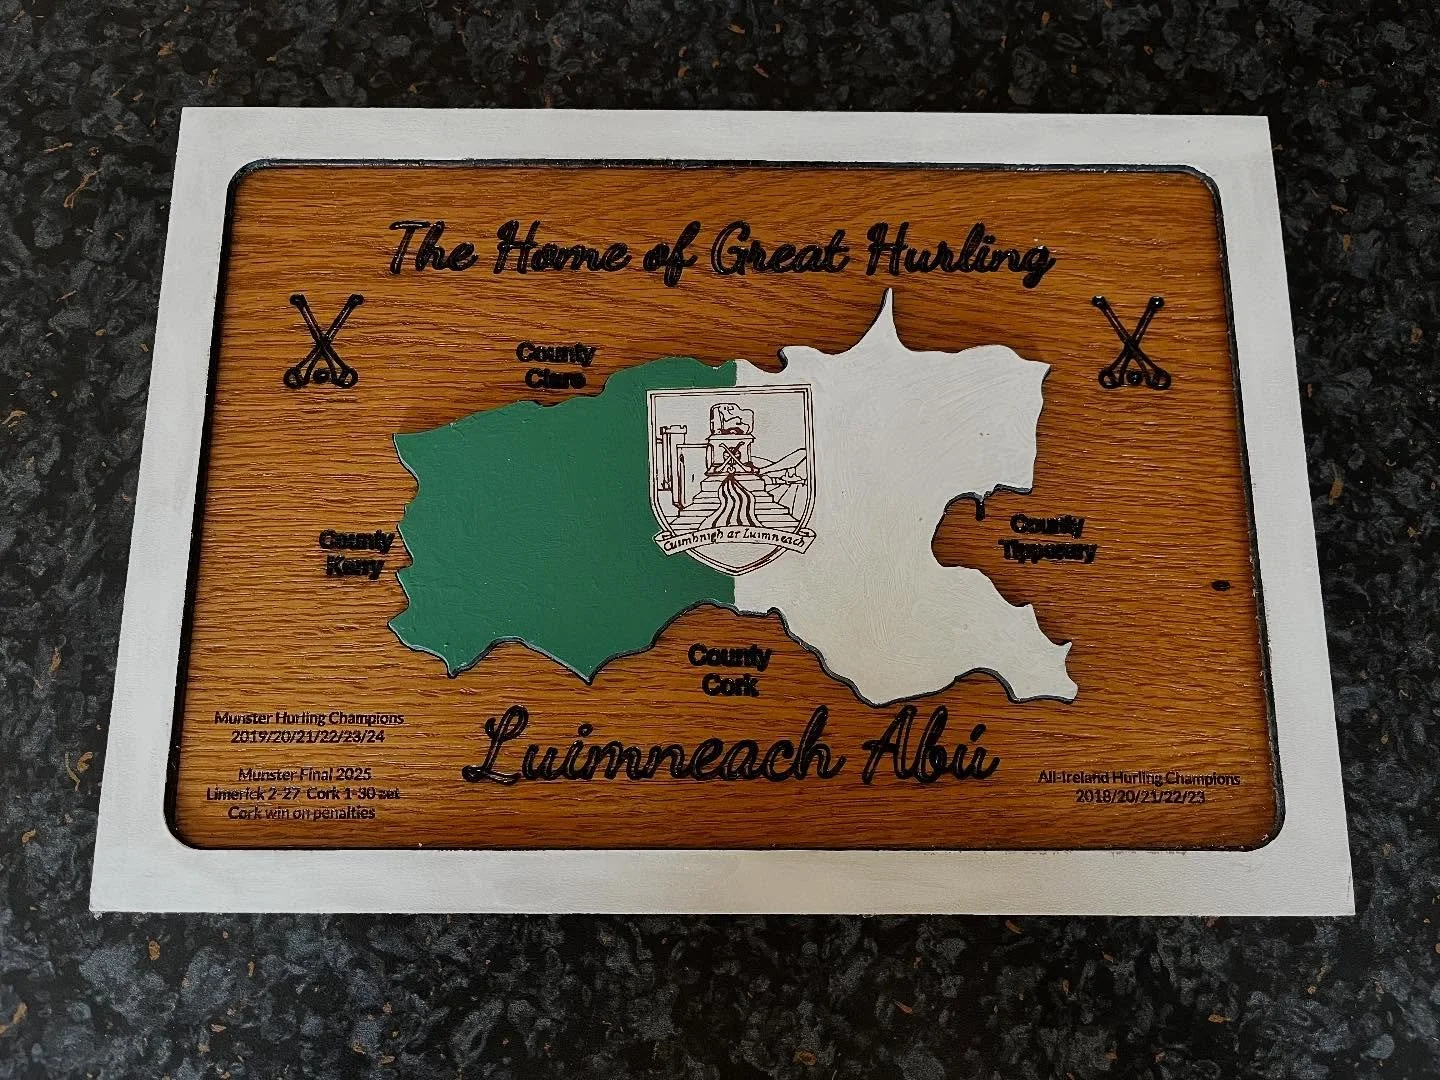 The Home of Great Hurling
County
Clare
County
Kerry
Cuimhnigh ar Luimneach
County
Tipperary
County
Cork
Luimneach Abú
Munster Hurling Champions
2019/20/21/22/23/24
Munster Final 2025
Limerick 2-27 Cork 1-30 aet
Cork win on penalties
All-Ireland Hurling Champions
2018/20/21/22/23